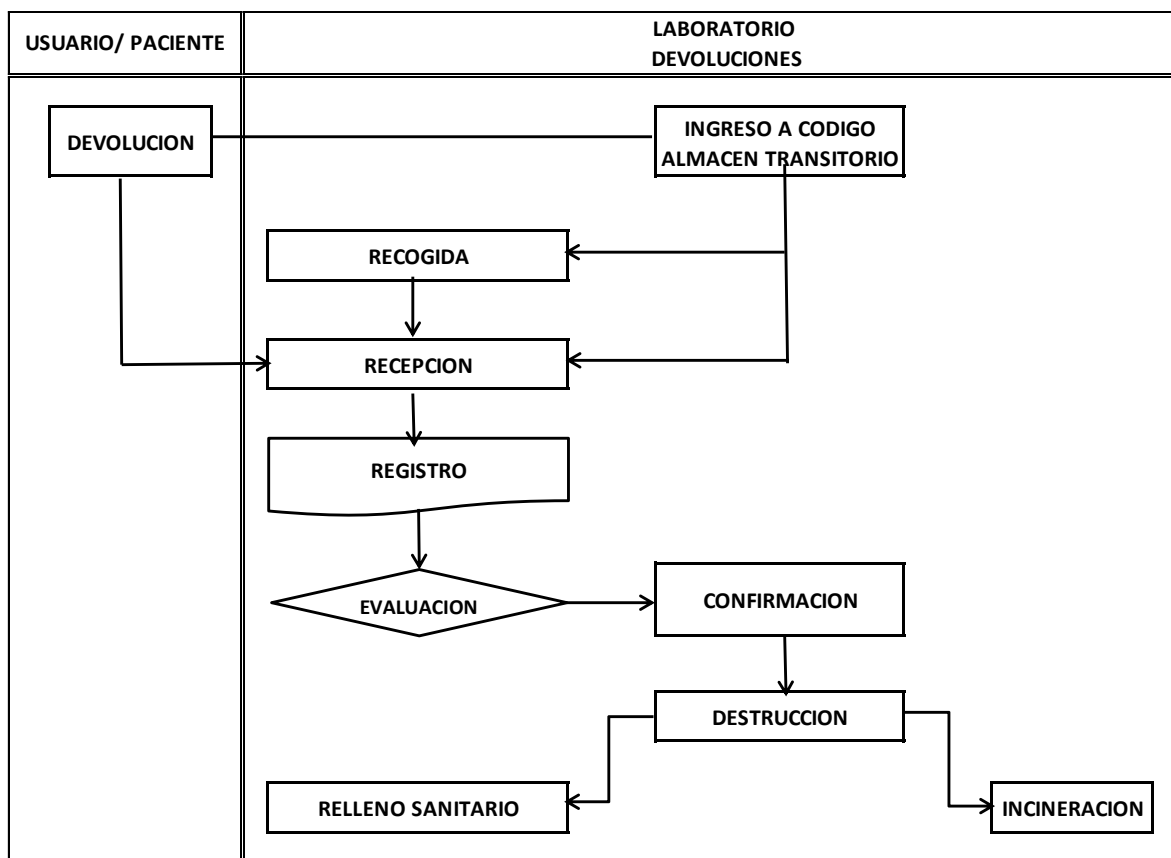 USUARIO/ PACIENTE
LABORATORIO
DEVOLUCIONES
DEVOLUCION
INGRESO A CODIGO
ALMACEN TRANSITORIO
RECOGIDA
RECEPCION
REGISTRO
EVALUACION
CONFIRMACION
DESTRUCCION
RELLENO SANITARIO
INCINERACION